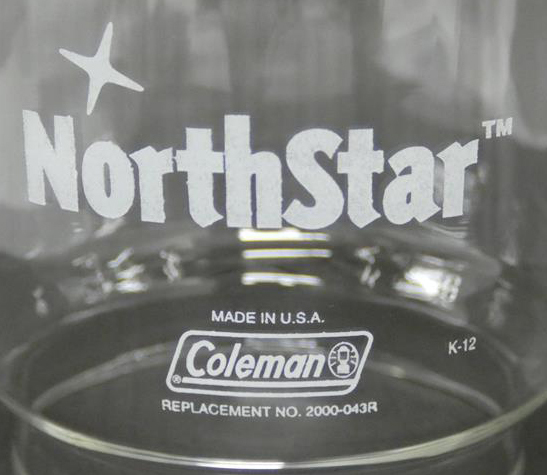 NorthStar™
MADE IN U.S.A.
Coleman®
K-12
REPLACEMENT NO. 2000-043R